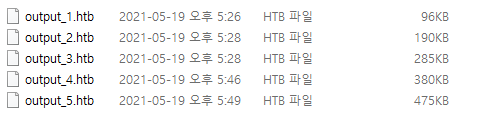 output_1.htb 2021-05-19 오후 5:26 HTB 파일 96KB
output_2.htb 2021-05-19 오후 5:28 HTB 파일 190KB
output_3.htb 2021-05-19 오후 5:28 HTB 파일 285KB
output_4.htb 2021-05-19 오후 5:46 HTB 파일 380KB
output_5.htb 2021-05-19 오후 5:49 HTB 파일 475KB